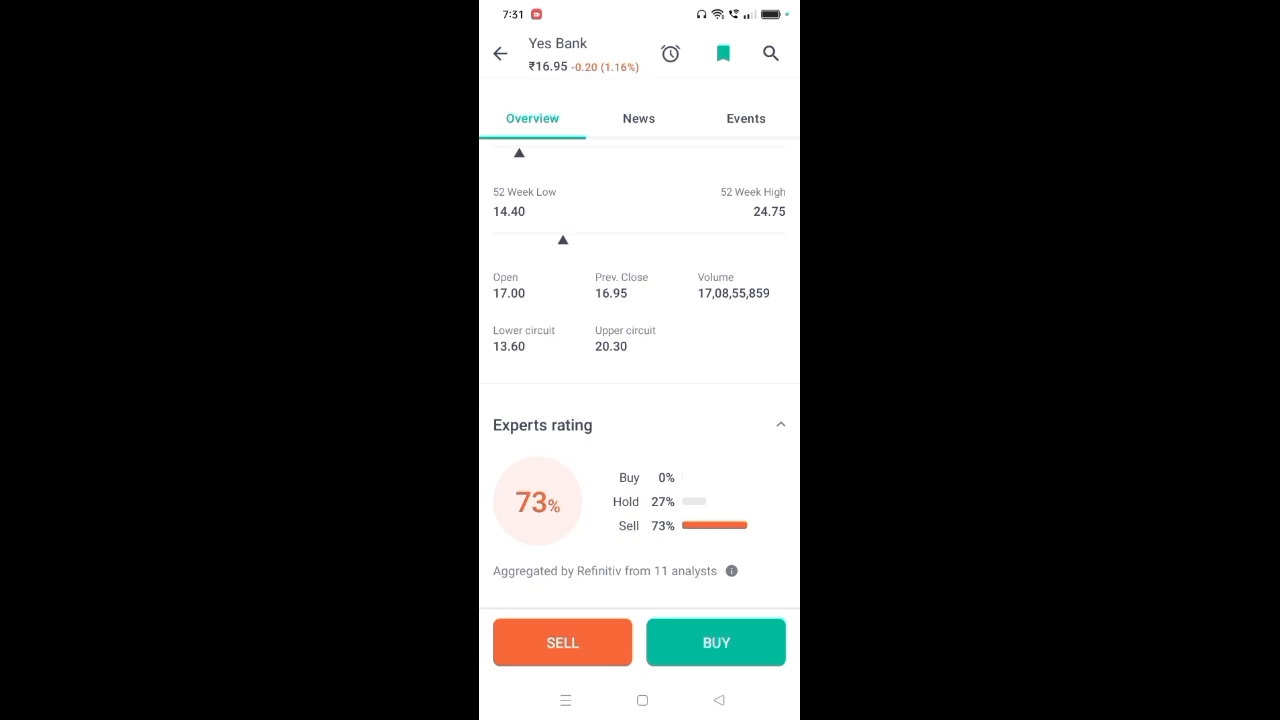 7:31
Yes Bank
₹16.95 -0.20 (1.16%)
Overview News Events
52 Week Low 52 Week High
14.40 24.75
Open Prev. Close Volume
17.00 16.95 17,08,55,859
Lower circuit Upper circuit
13.60 20.30
Experts rating
73%
Buy 0%
Hold 27%
Sell 73%
Aggregated by Refinitiv from 11 analysts
SELL BUY